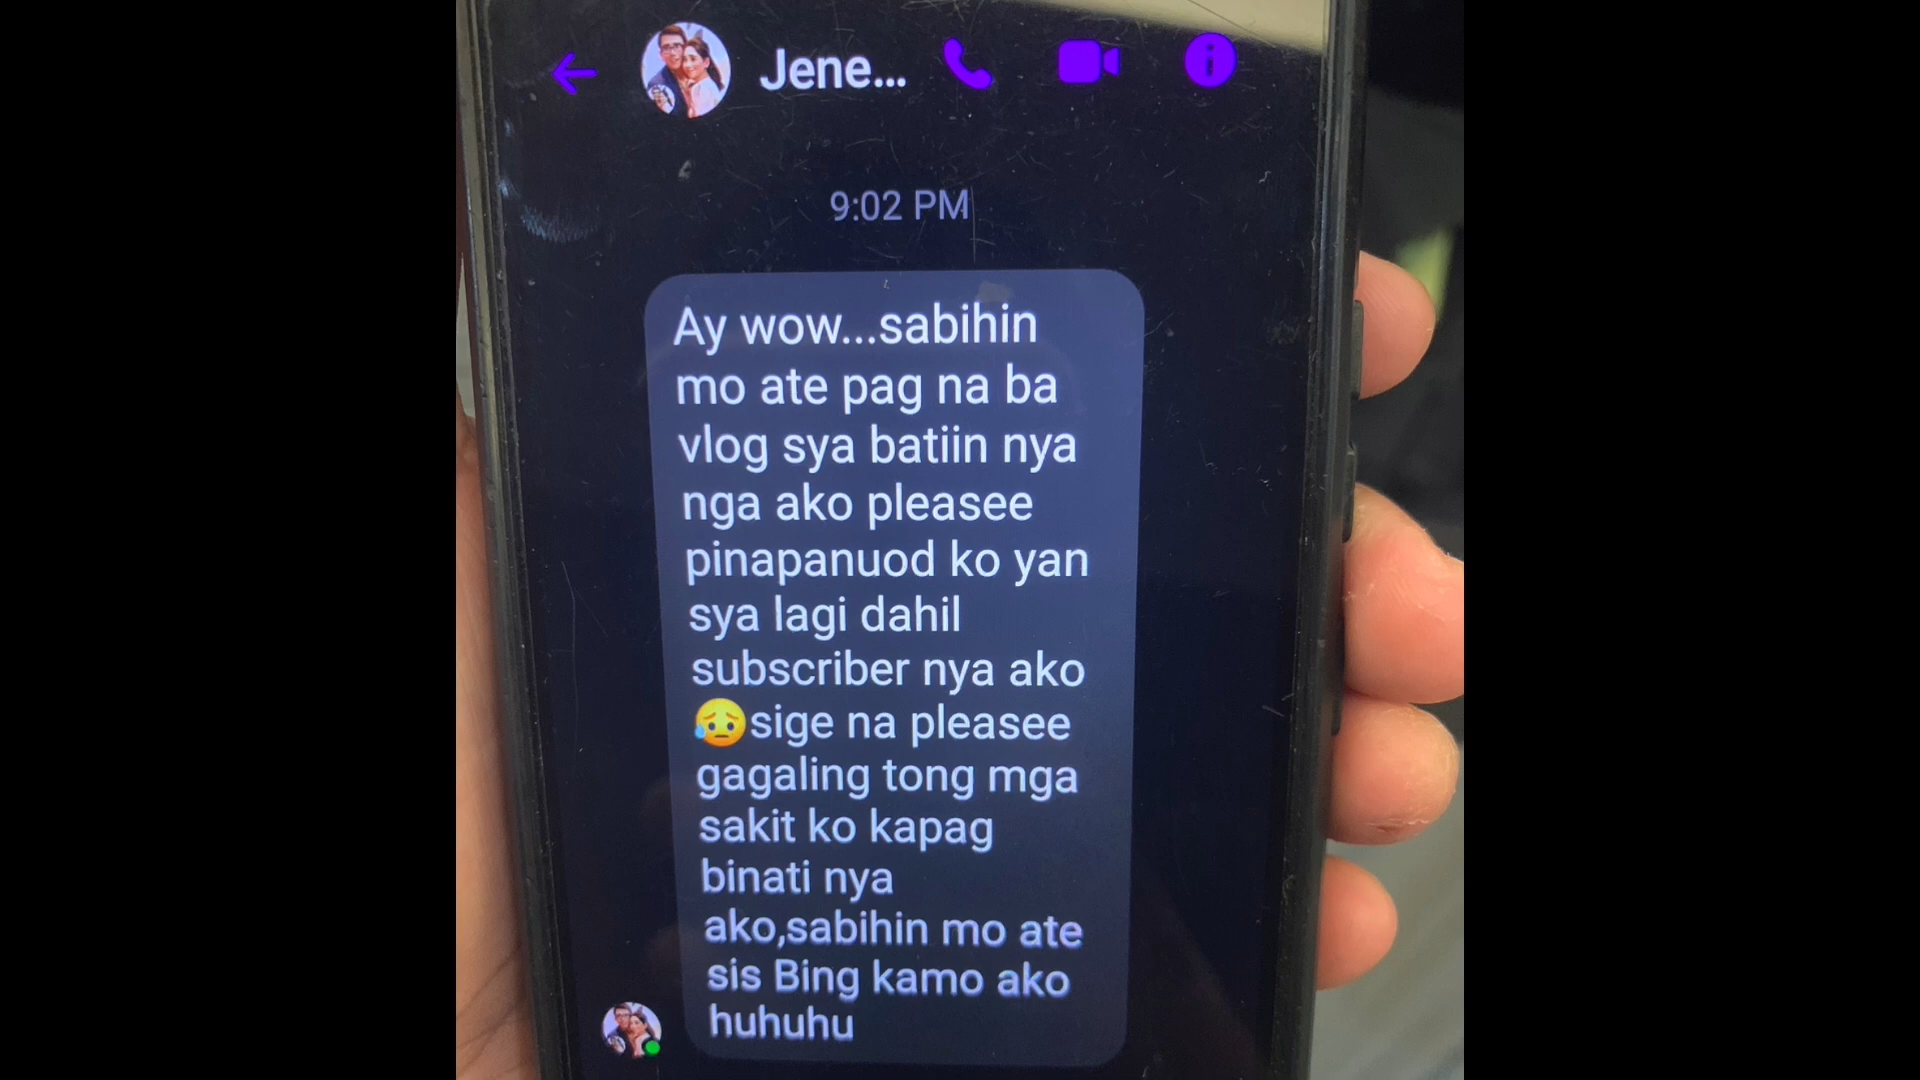 Jene...
9:02 PM
Ay wow...sabihin
mo ate pag na ba
vlog sya batiin nya
nga ako pleasee
pinapanuod ko yan
sya lagi dahil
subscriber nya ako
😥sige na pleasee
gagaling tong mga
sakit ko kapag
binati nya
ako,sabihin mo ate
sis Bing kamo ako
huhuhu